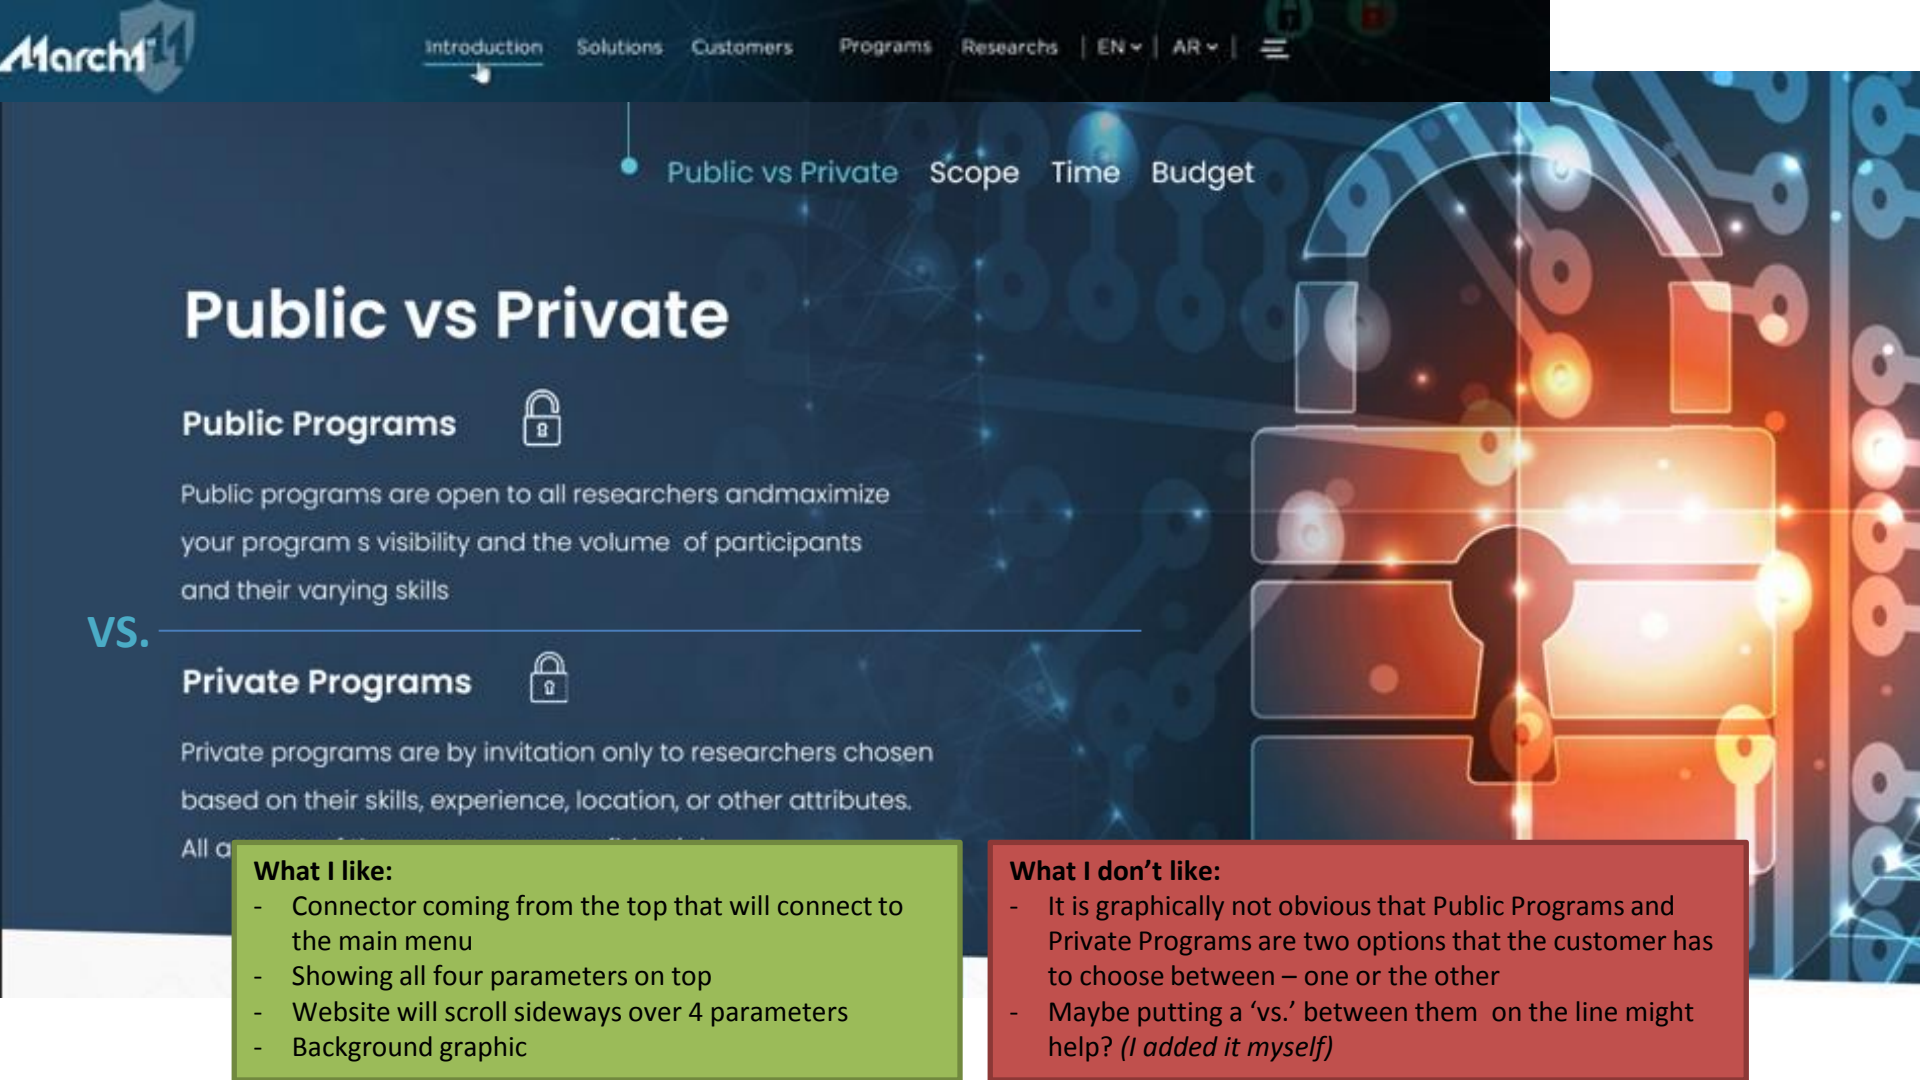 March1
Introduction Solutions Customers Programs Researchs | EN | AR |
Public vs Private Scope Time Budget
Public vs Private
Public Programs
Public programs are open to all researchers andmaximize
your program s visibility and the volume of participants
and their varying skills
VS.
Private Programs
Private programs are by invitation only to researchers chosen
based on their skills, experience, location, or other attributes.
All
What I like:
- Connector coming from the top that will connect to
the main menu
- Showing all four parameters on top
- Website will scroll sideways over 4 parameters
- Background graphic
What I don’t like:
- It is graphically not obvious that Public Programs and
Private Programs are two options that the customer has
to choose between – one or the other
- Maybe putting a ‘vs.’ between them on the line might
help? (I added it myself)